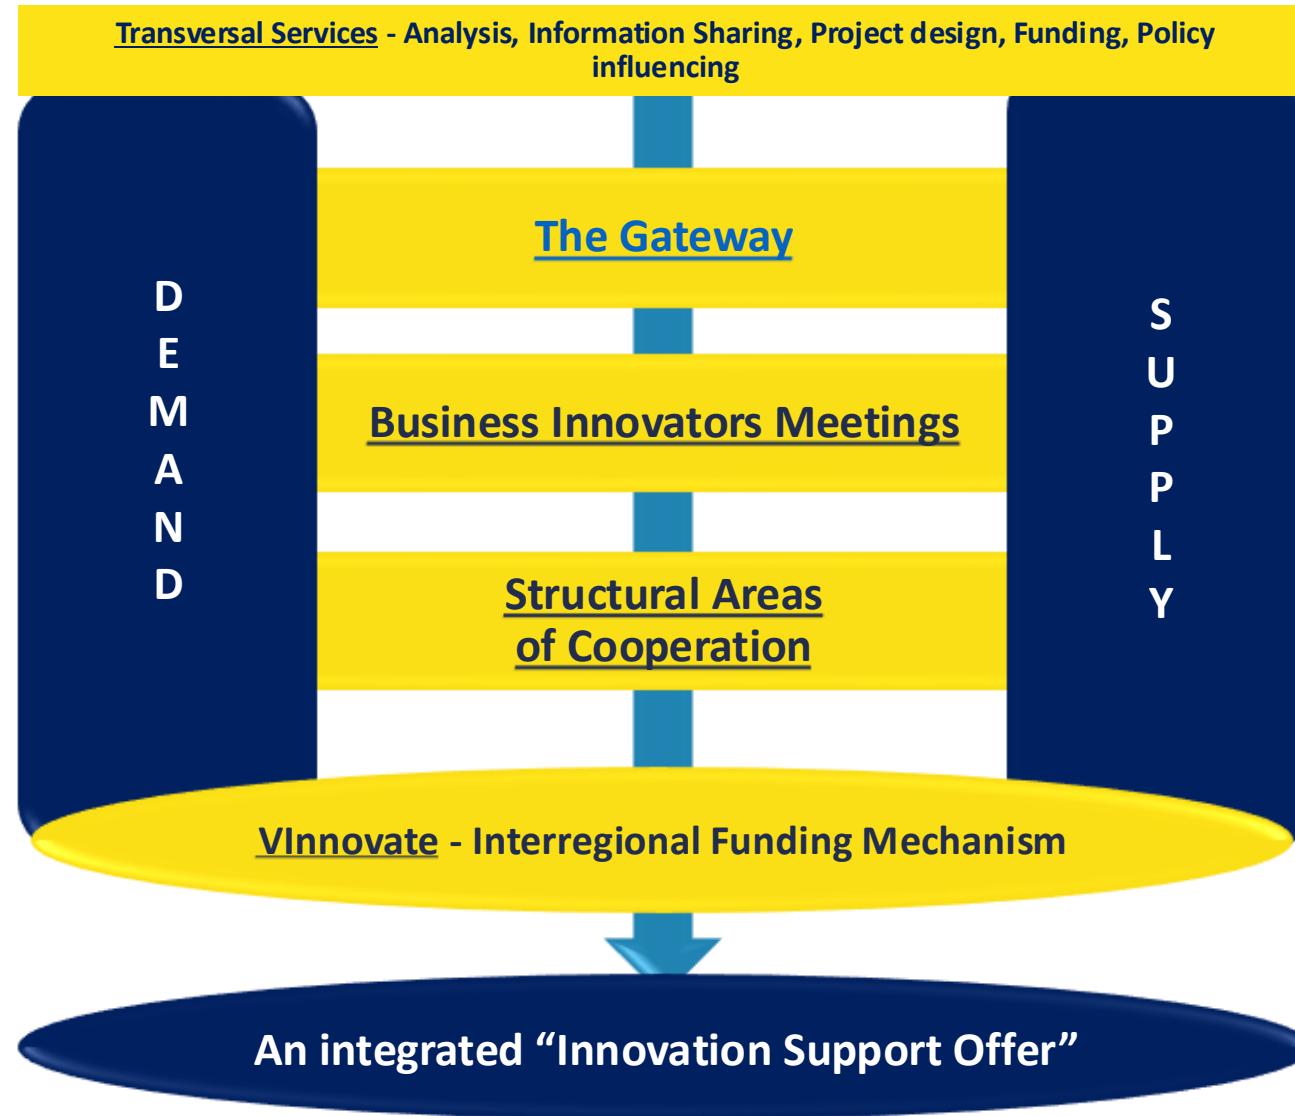 Transversal Services - Analysis, Information Sharing, Project design, Funding, Policy
influencing
D
E
M
A
N
D
The Gateway
Business Innovators Meetings
Structural Areas
of Cooperation
S
U
P
P
L
Y
VInnovate - Interregional Funding Mechanism
An integrated “Innovation Support Offer”